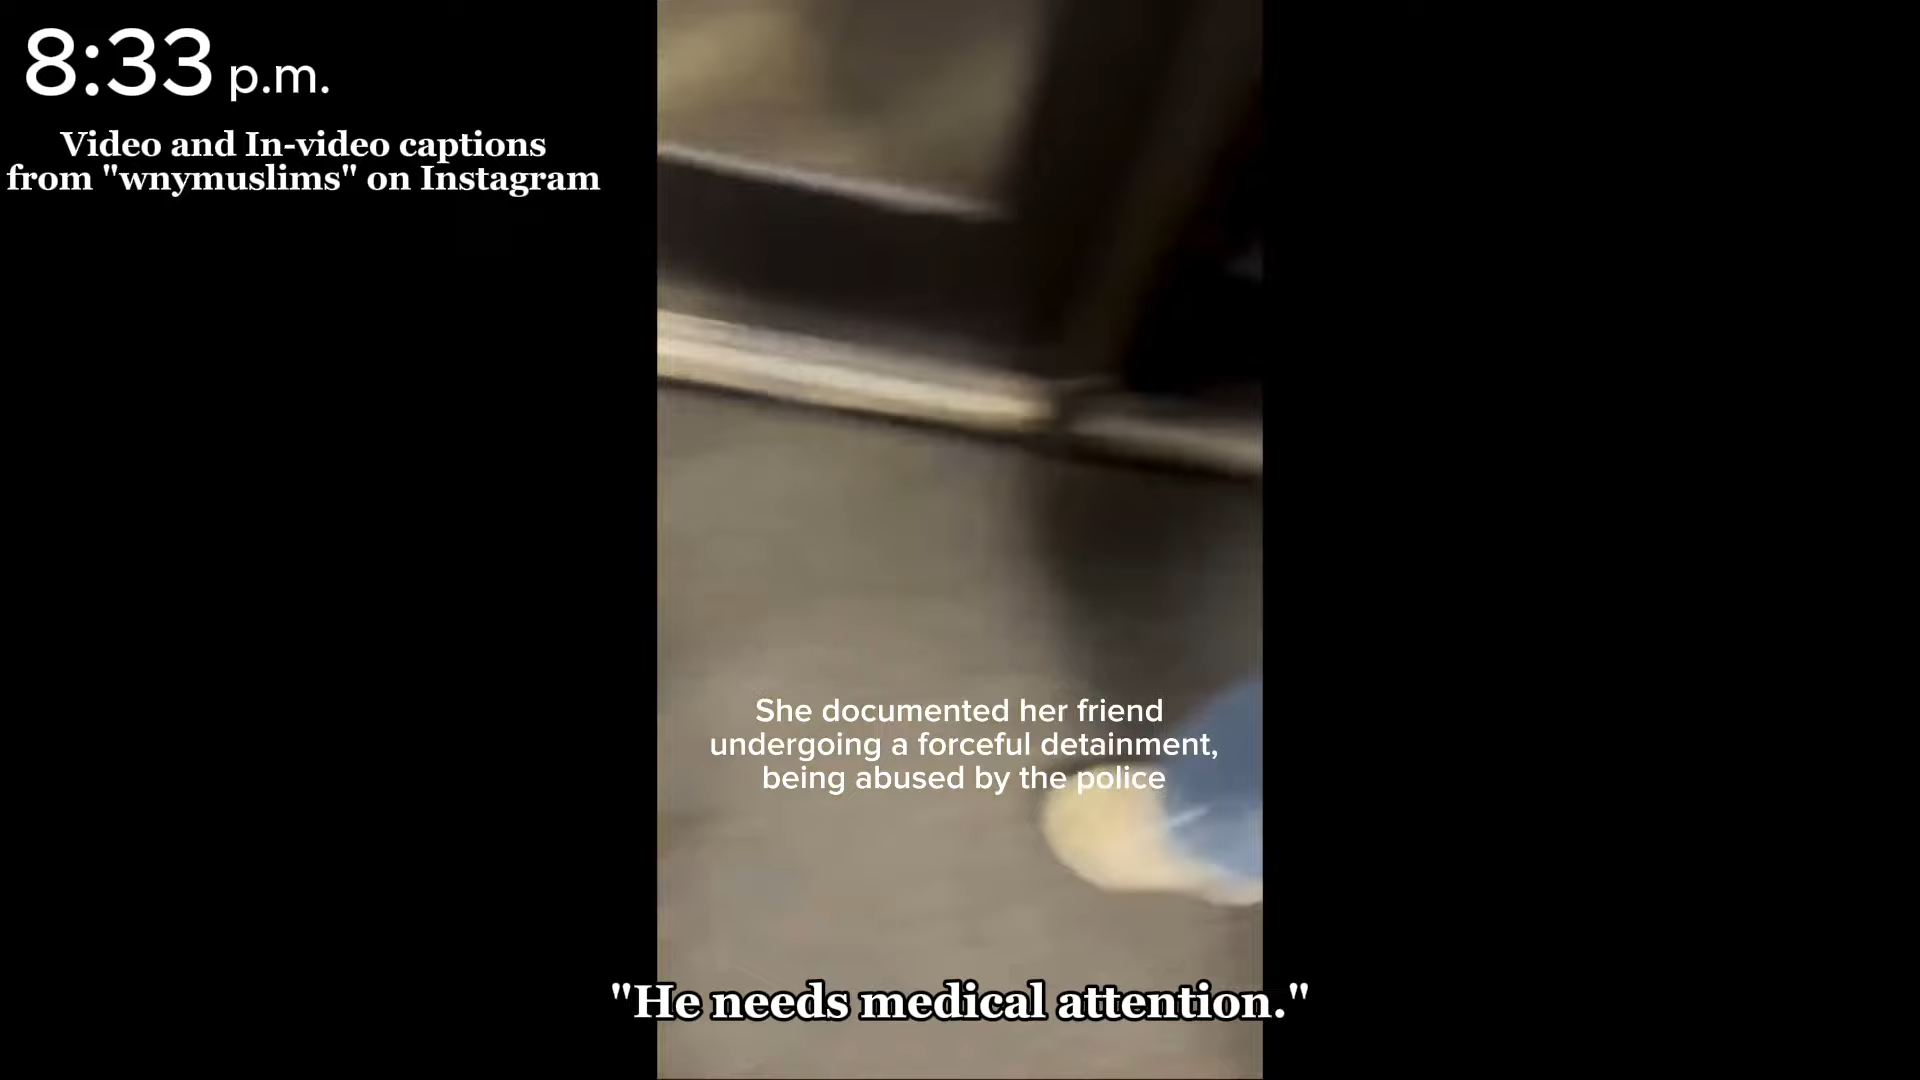 8:33 p.m.
Video and In-video captions
from "wnymuslims" on Instagram
She documented her friend
undergoing a forceful detainment,
being abused by the police
"He needs medical attention."